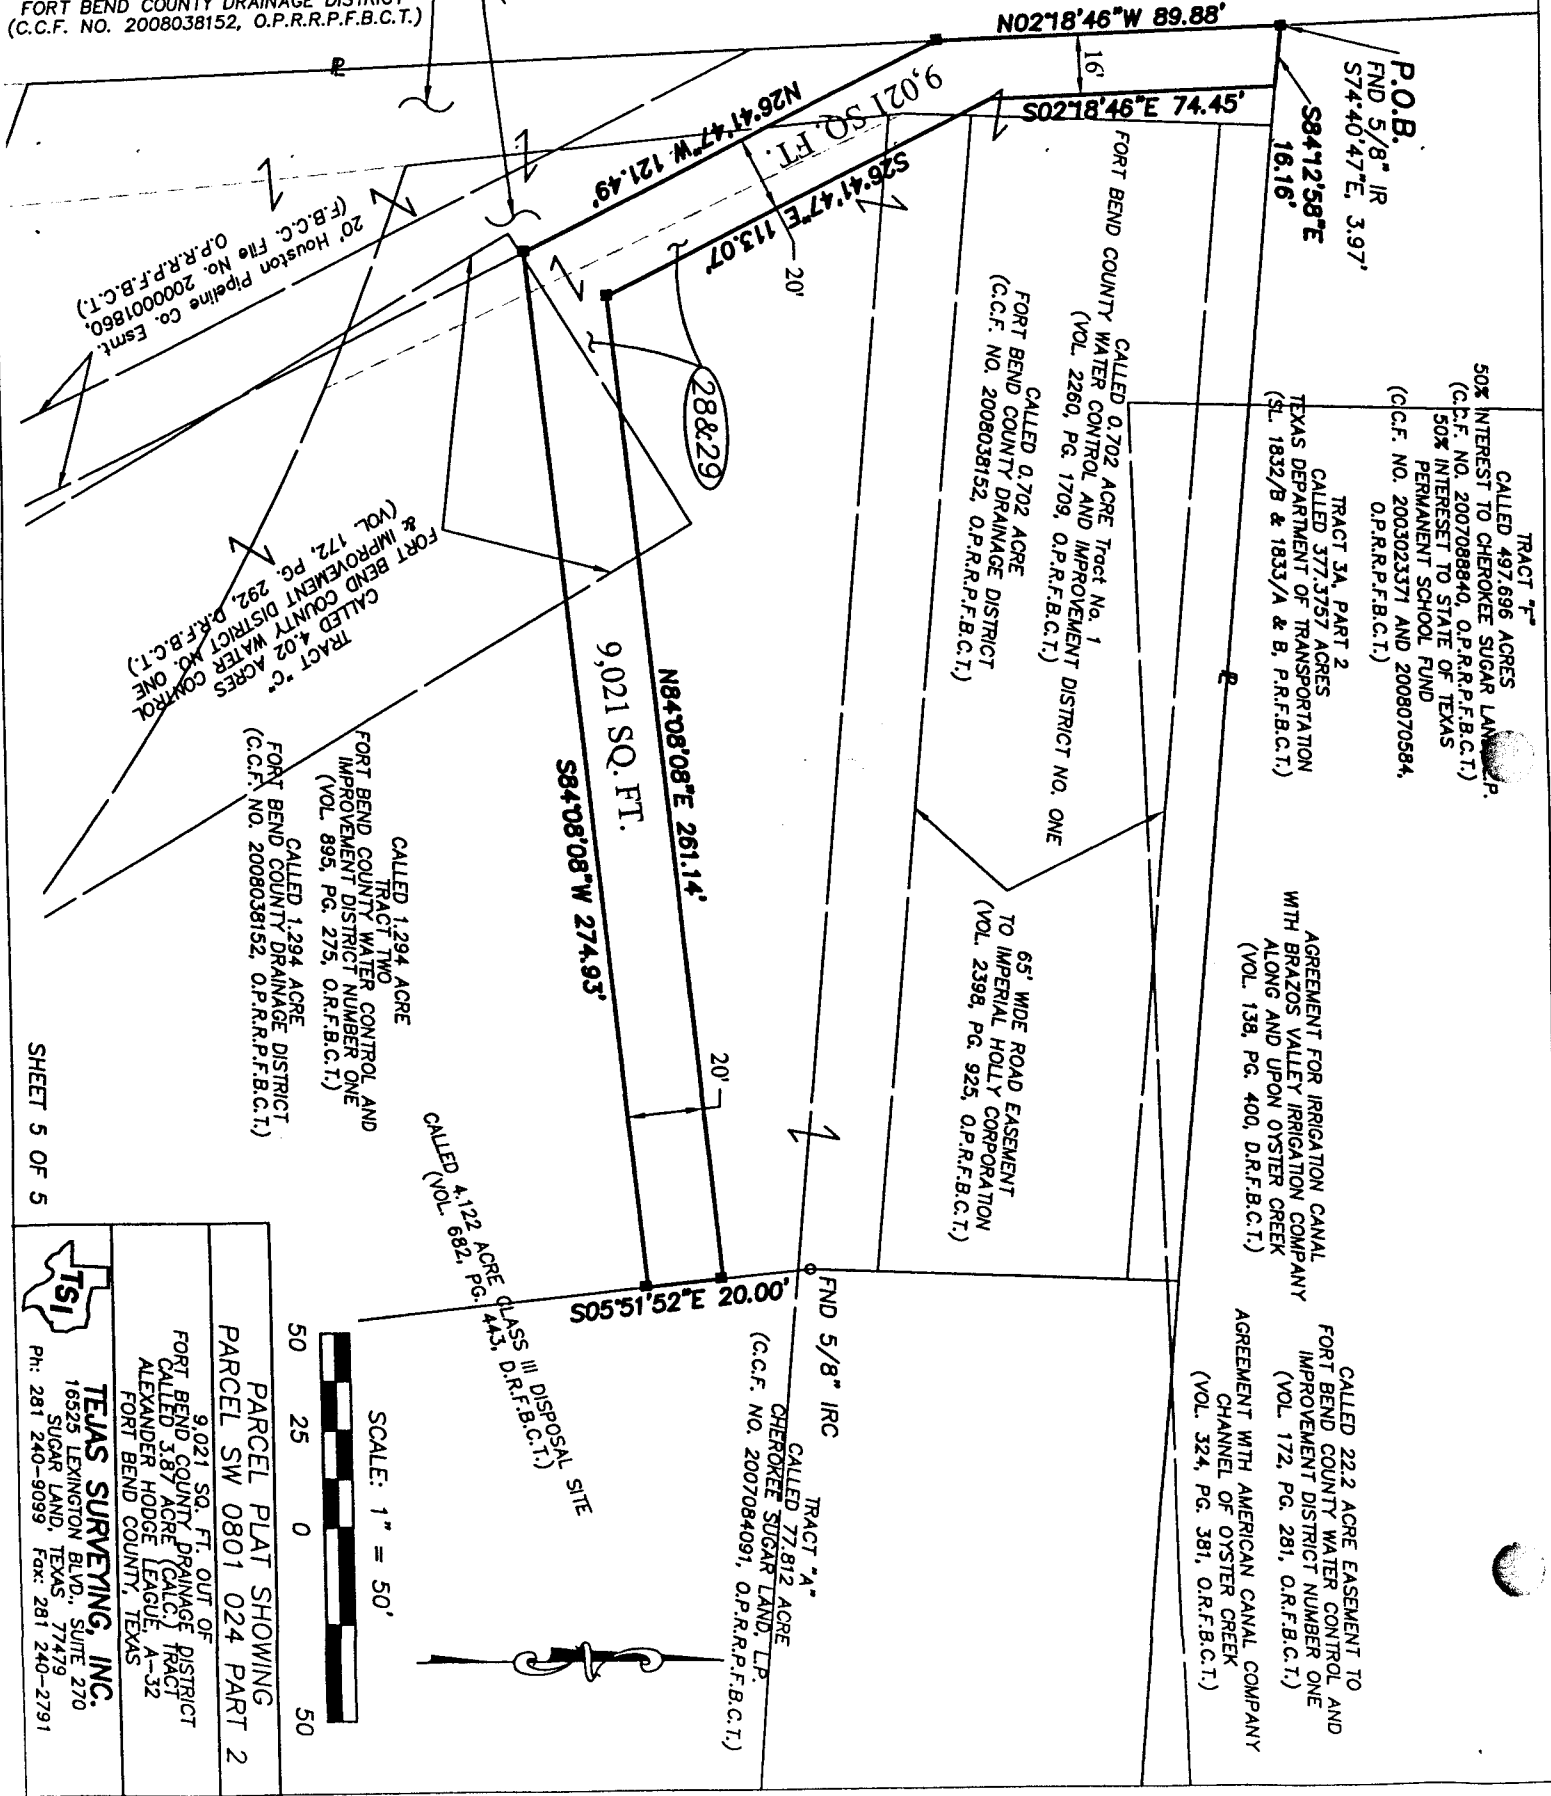 FORT BEND COUNTY DRAINAGE DISTRICT
(C.C.F. NO. 2008038152, O.P.R.R.P.F.B.C.T.)
P.O.B.
FND 5/8" IR
S74°40'47"E, 3.97'
N02°18'46"W 89.88'
S84°12'58"E
16.16'
16'
S02°18'46"E 74.45'
N26°41'47"W 121.49'
9,021 SQ. FT.
S26°41'47"E 113.07'
20'
28&29
20' Houston Pipeline Co. Esmt.
(F.B.C.C. File No. 2000001860,
O.P.R.R.P.F.B.C.T.)
TRACT "F"
CALLED 497.696 ACRES
50% INTEREST TO CHEROKEE SUGAR P.
(C.C.F. NO. 2007088840, O.P.R.R.P.F.B.C.T.)
50% INTERESET TO STATE OF TEXAS
PERMANENT SCHOOL FUND
(C.C.F. NO. 2003023371 AND 2008070584,
O.P.R.R.P.F.B.C.T.)
TRACT 3A, PART 2
CALLED 377.3757 ACRES
TEXAS DEPARTMENT OF TRANSPORTATION
(SL. 1832/B & 1833/A & B, P.R.F.B.C.T.)
CALLED 0.702 ACRE Tract No. 1
FORT BEND COUNTY WATER CONTROL AND IMPROVEMENT DISTRICT NO. ONE
(VOL. 2260, PG. 1709, O.P.R.F.B.C.T.)
CALLED 0.702 ACRE
FORT BEND COUNTY DRAINAGE DISTRICT
(C.C.F. NO. 2008038152, O.P.R.R.P.F.B.C.T.)
AGREEMENT FOR IRRIGATION CANAL
WITH BRAZOS VALLEY IRRIGATION COMPANY
ALONG AND UPON OYSTER CREEK
(VOL. 138, PG. 400, D.R.F.B.C.T.)
65' WIDE ROAD EASEMENT
TO IMPERIAL HOLLY CORPORATION
(VOL. 2398, PG. 925, O.P.R.F.B.C.T.)
CALLED 22.2 ACRE EASEMENT TO
FORT BEND COUNTY WATER CONTROL AND
IMPROVEMENT DISTRICT NUMBER ONE
(VOL. 172, PG. 281, O.R.F.B.C.T.)
AGREEMENT WITH AMERICAN CANAL COMPANY
CHANNEL OF OYSTER CREEK
(VOL. 324, PG. 381, O.R.F.B.C.T.)
N84°08'08"E 261.14'
9,021 SQ. FT.
S84°08'08"W 274.93'
20'
S05°51'52"E 20.00'
FND 5/8" IRC
TRACT "A"
CALLED 77.812 ACRE
CHEROKEE SUGAR LAND, L.P.
(C.C.F. NO. 2007084091, O.P.R.R.P.F.B.C.T.)
TRACT "C"
CALLED 4.02 ACRES
FORT BEND COUNTY WATER CONTROL
& IMPROVEMENT DISTRICT NO. ONE
(VOL. 172, PG. 292, D.R.F.B.C.T.)
CALLED 1.294 ACRE
TRACT TWO
FORT BEND COUNTY WATER CONTROL AND
IMPROVEMENT DISTRICT NUMBER ONE
(VOL. 895, PG. 275, O.R.F.B.C.T.)
CALLED 1.294 ACRE
FORT BEND COUNTY DRAINAGE DISTRICT
(C.C.F. NO. 2008038152, O.P.R.R.P.F.B.C.T.)
CALLED 4.122 ACRE CLASS III DISPOSAL SITE
(VOL. 682, PG. 443, D.R.F.B.C.T.)
SCALE: 1" = 50'
50 25 0 50
PARCEL PLAT SHOWING
PARCEL SW 0801 024 PART 2
9,021 SQ. FT. OUT OF
FORT BEND COUNTY DRAINAGE DISTRICT
CALLED 3.87 ACRE (CALC.) TRACT
ALEXANDER HODGE LEAGUE, A-32
FORT BEND COUNTY, TEXAS
TSI
TEJAS SURVEYING, INC.
16525 LEXINGTON BLVD., SUITE 270
SUGAR LAND, TEXAS 77479
Ph: 281 240-9099 Fax: 281 240-2791
SHEET 5 OF 5